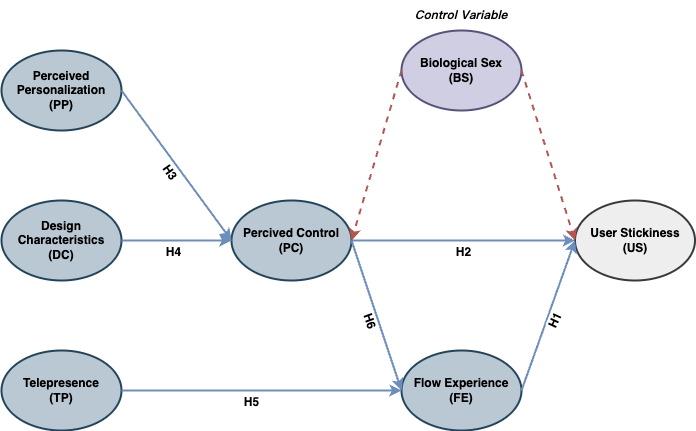 Control Variable
Biological Sex
(BS)
Perceived
Personalization
(PP)
H3
Design
Characteristics
(DC)
H4
Percived Control
(PC)
H2
User Stickiness
(US)
H6
H1
Telepresence
(TP)
H5
Flow Experience
(FE)